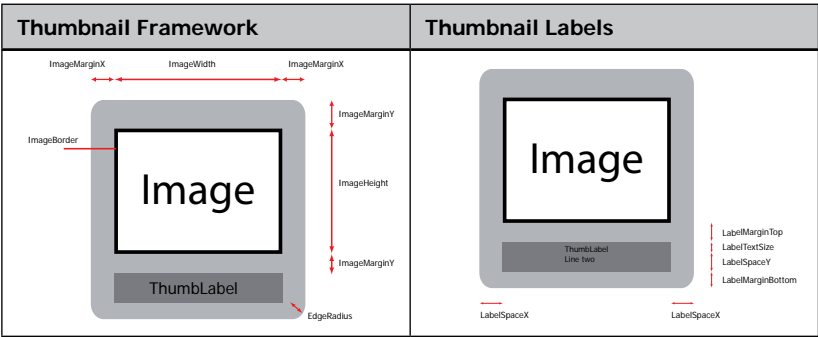 Thumbnail Framework
ImageMarginX
ImageWidth
ImageMarginX
ImageMarginY
ImageBorder
Image
ImageHeight
ImageMarginY
ThumbLabel
EdgeRadius
Thumbnail Labels
Image
LabelMarginTop
ThumbLabel
Line two
LabelTextSize
LabelSpaceY
LabelMarginBottom
LabelSpaceX
LabelSpaceX